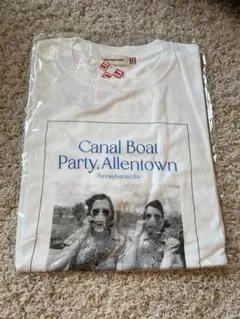 Canal Boat
Party. Allentown
Pennsylvania USA